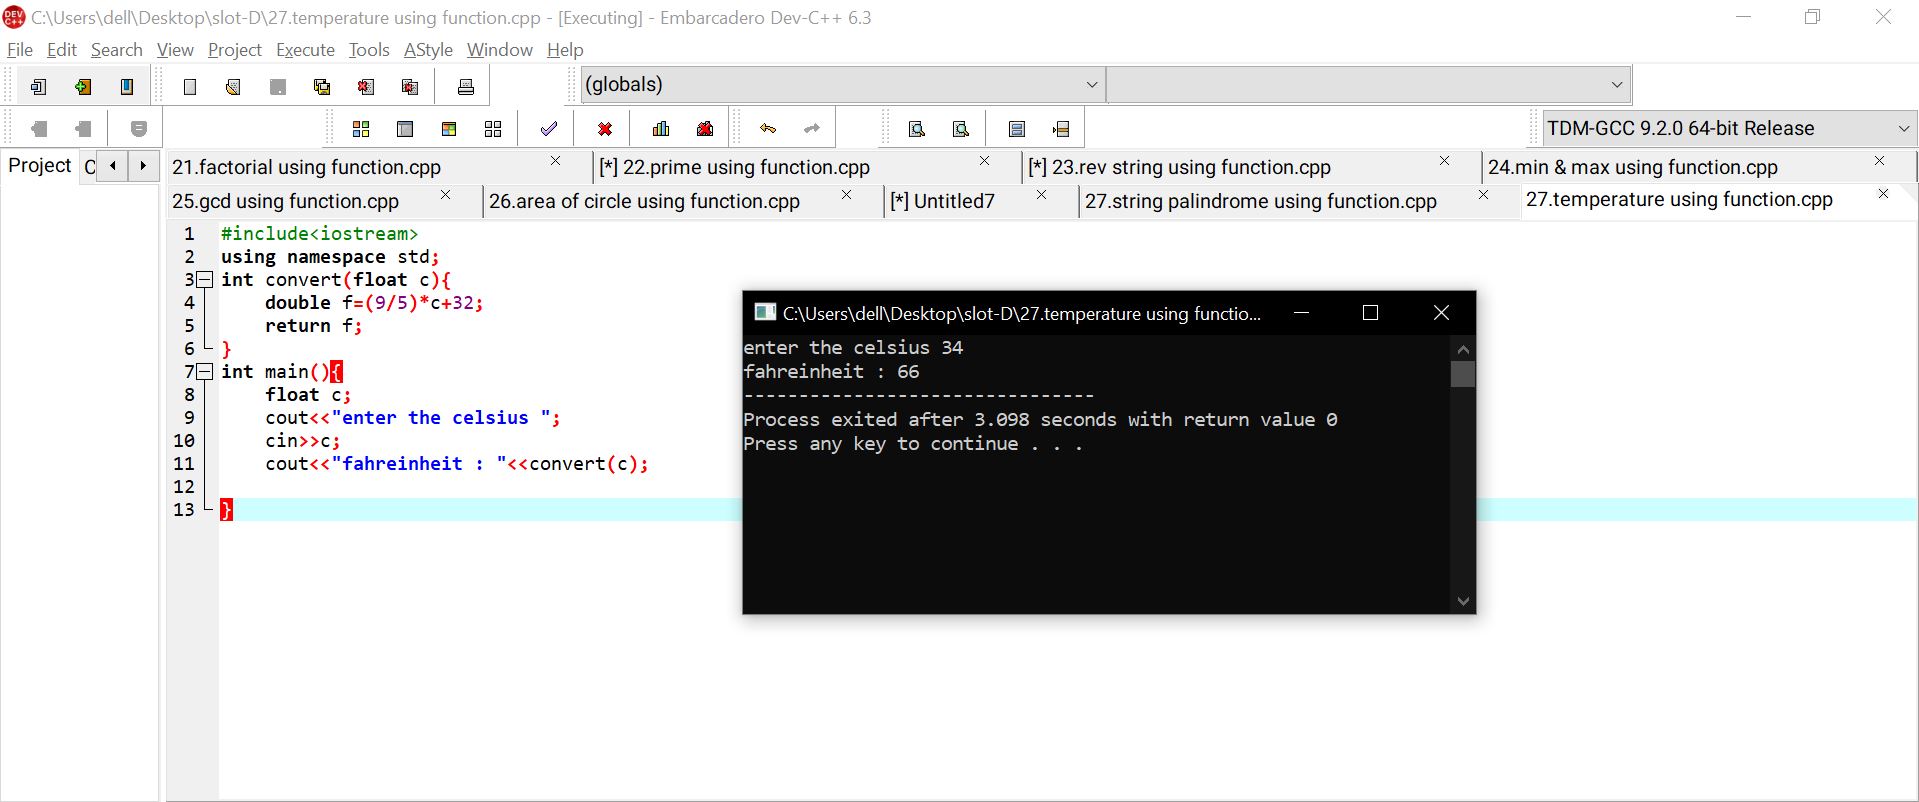 C:\Users\dell\Desktop\slot-D\27.temperature using function.cpp - [Executing] - Embarcadero Dev-C++ 6.3
File Edit Search View Project Execute Tools AStyle Window Help
(globals)
TDM-GCC 9.2.0 64-bit Release
Project C
21.factorial using function.cpp [*] 22.prime using function.cpp [*] 23.rev string using function.cpp 24.min & max using function.cpp
25.gcd using function.cpp 26.area of circle using function.cpp [*] Untitled7 27.string palindrome using function.cpp 27.temperature using function.cpp
1 #include<iostream>
2 using namespace std;
3 int convert(float c){
4     double f=(9/5)*c+32;
5     return f;
6 }
7 int main(){
8     float c;
9     cout<<"enter the celsius ";
10     cin>>c;
11     cout<<"fahreinheit : "<<convert(c);
12
13 }
C:\Users\dell\Desktop\slot-D\27.temperature using functio...
enter the celsius 34
fahreinheit : 66
--------------------------------
Process exited after 3.098 seconds with return value 0
Press any key to continue . . .